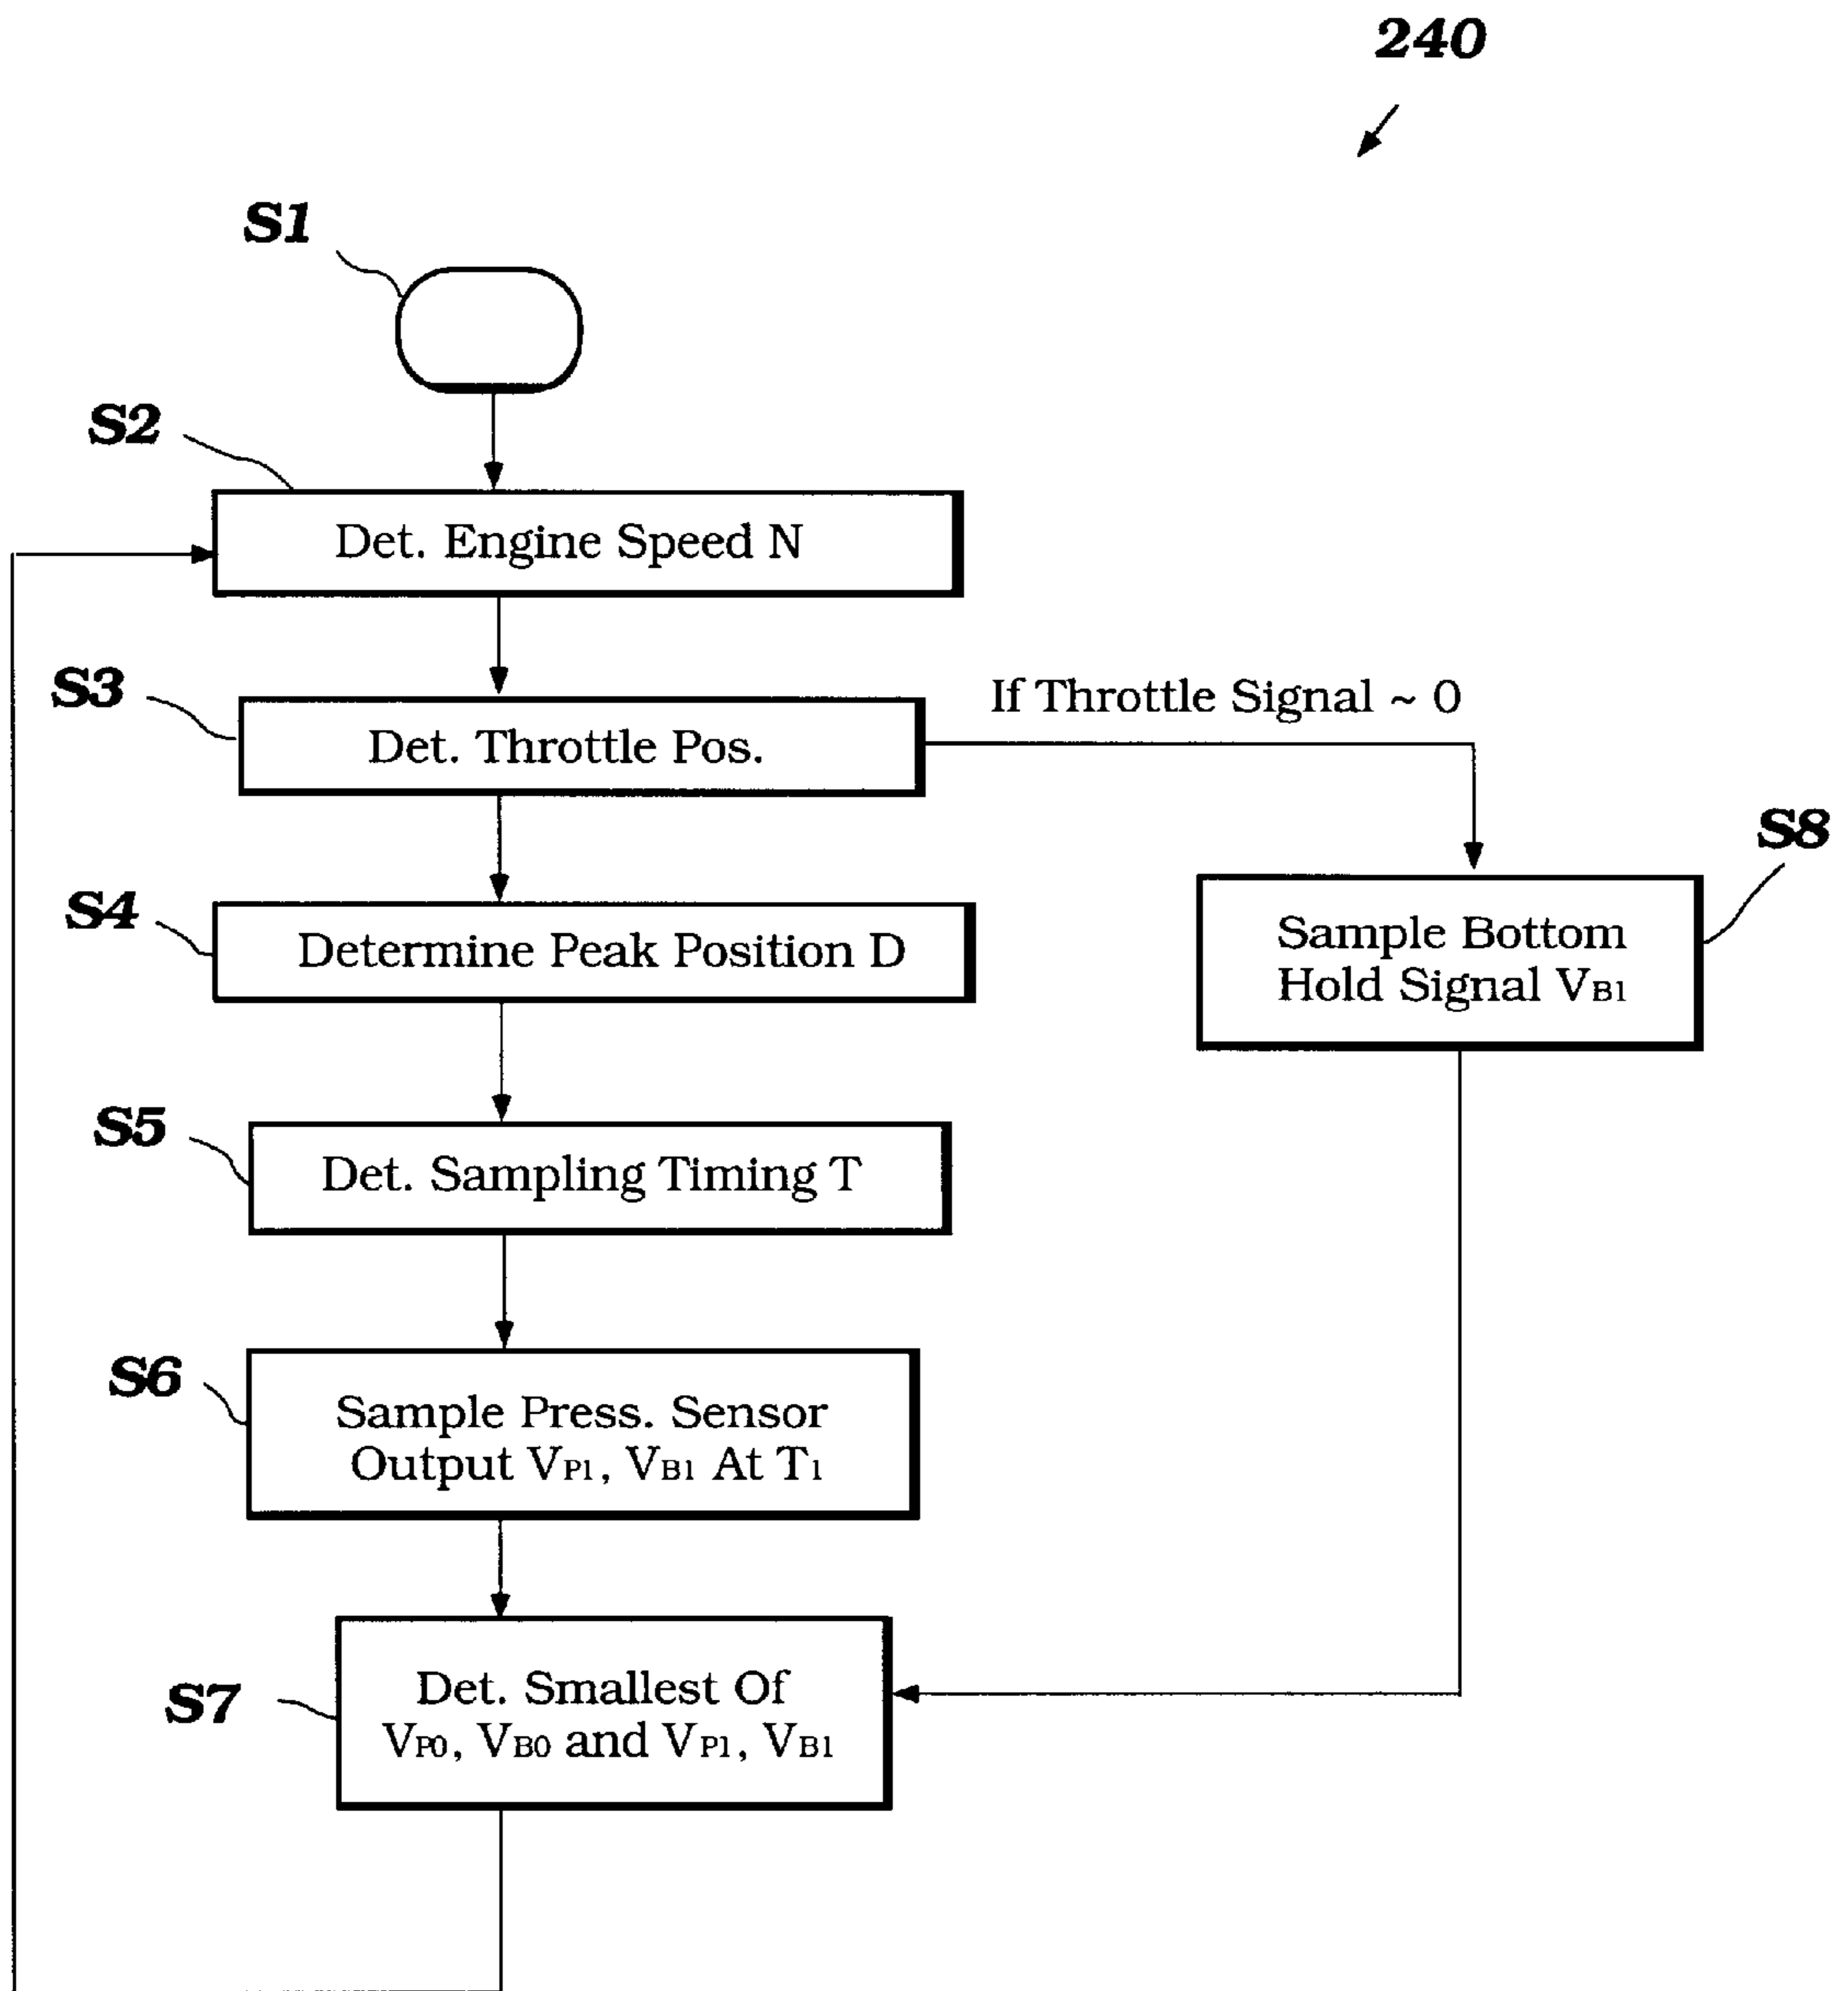 240
S1
S2
Det. Engine Speed N
S3
Det. Throttle Pos.
If Throttle Signal ~ 0
S4
Determine Peak Position D
S8
Sample Bottom
Hold Signal VB1
S5
Det. Sampling Timing T
S6
Sample Press. Sensor
Output VP1, VB1 At T1
S7
Det. Smallest Of
VP0, VB0 and VP1, VB1